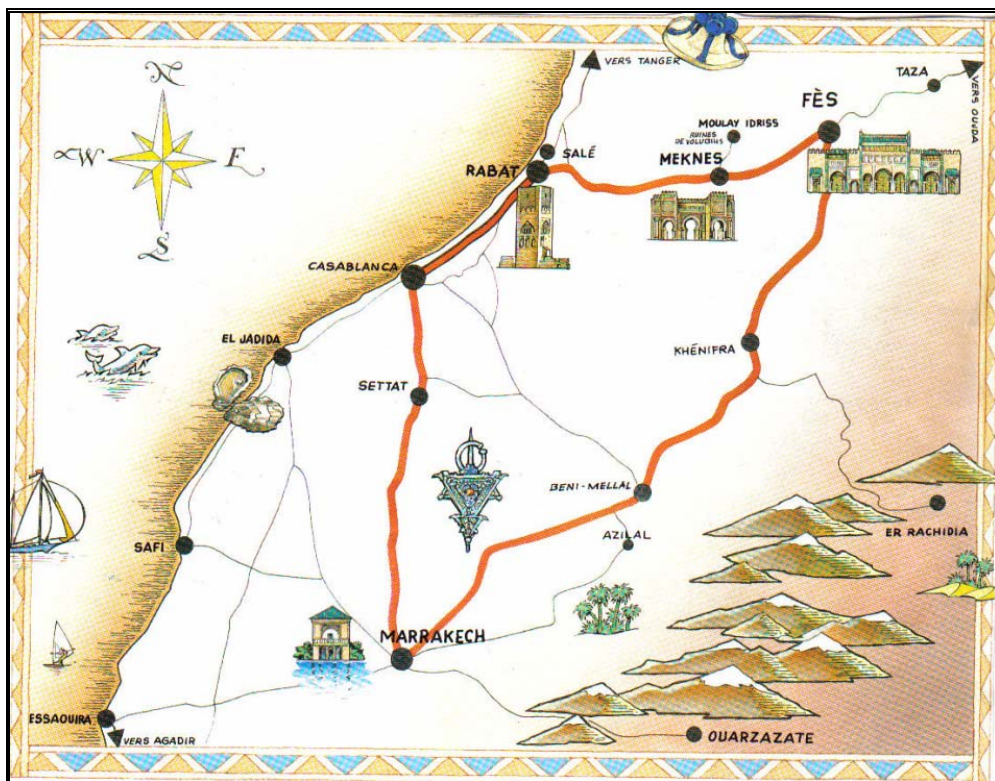 VERS TANGER
TAZA
VERS OUJDA
FÈS
MOULAY IDRISS
RUINES
DE VOLUBILIS
SALÉ
MEKNES
RABAT
N
W
E
S
CASABLANCA
EL JADIDA
KHÉNIFRA
SETTAT
BENI-MELLAL
ER RACHIDIA
AZILAL
SAFI
MARRAKECH
ESSAOUIRA
VERS AGADIR
OUARZAZATE